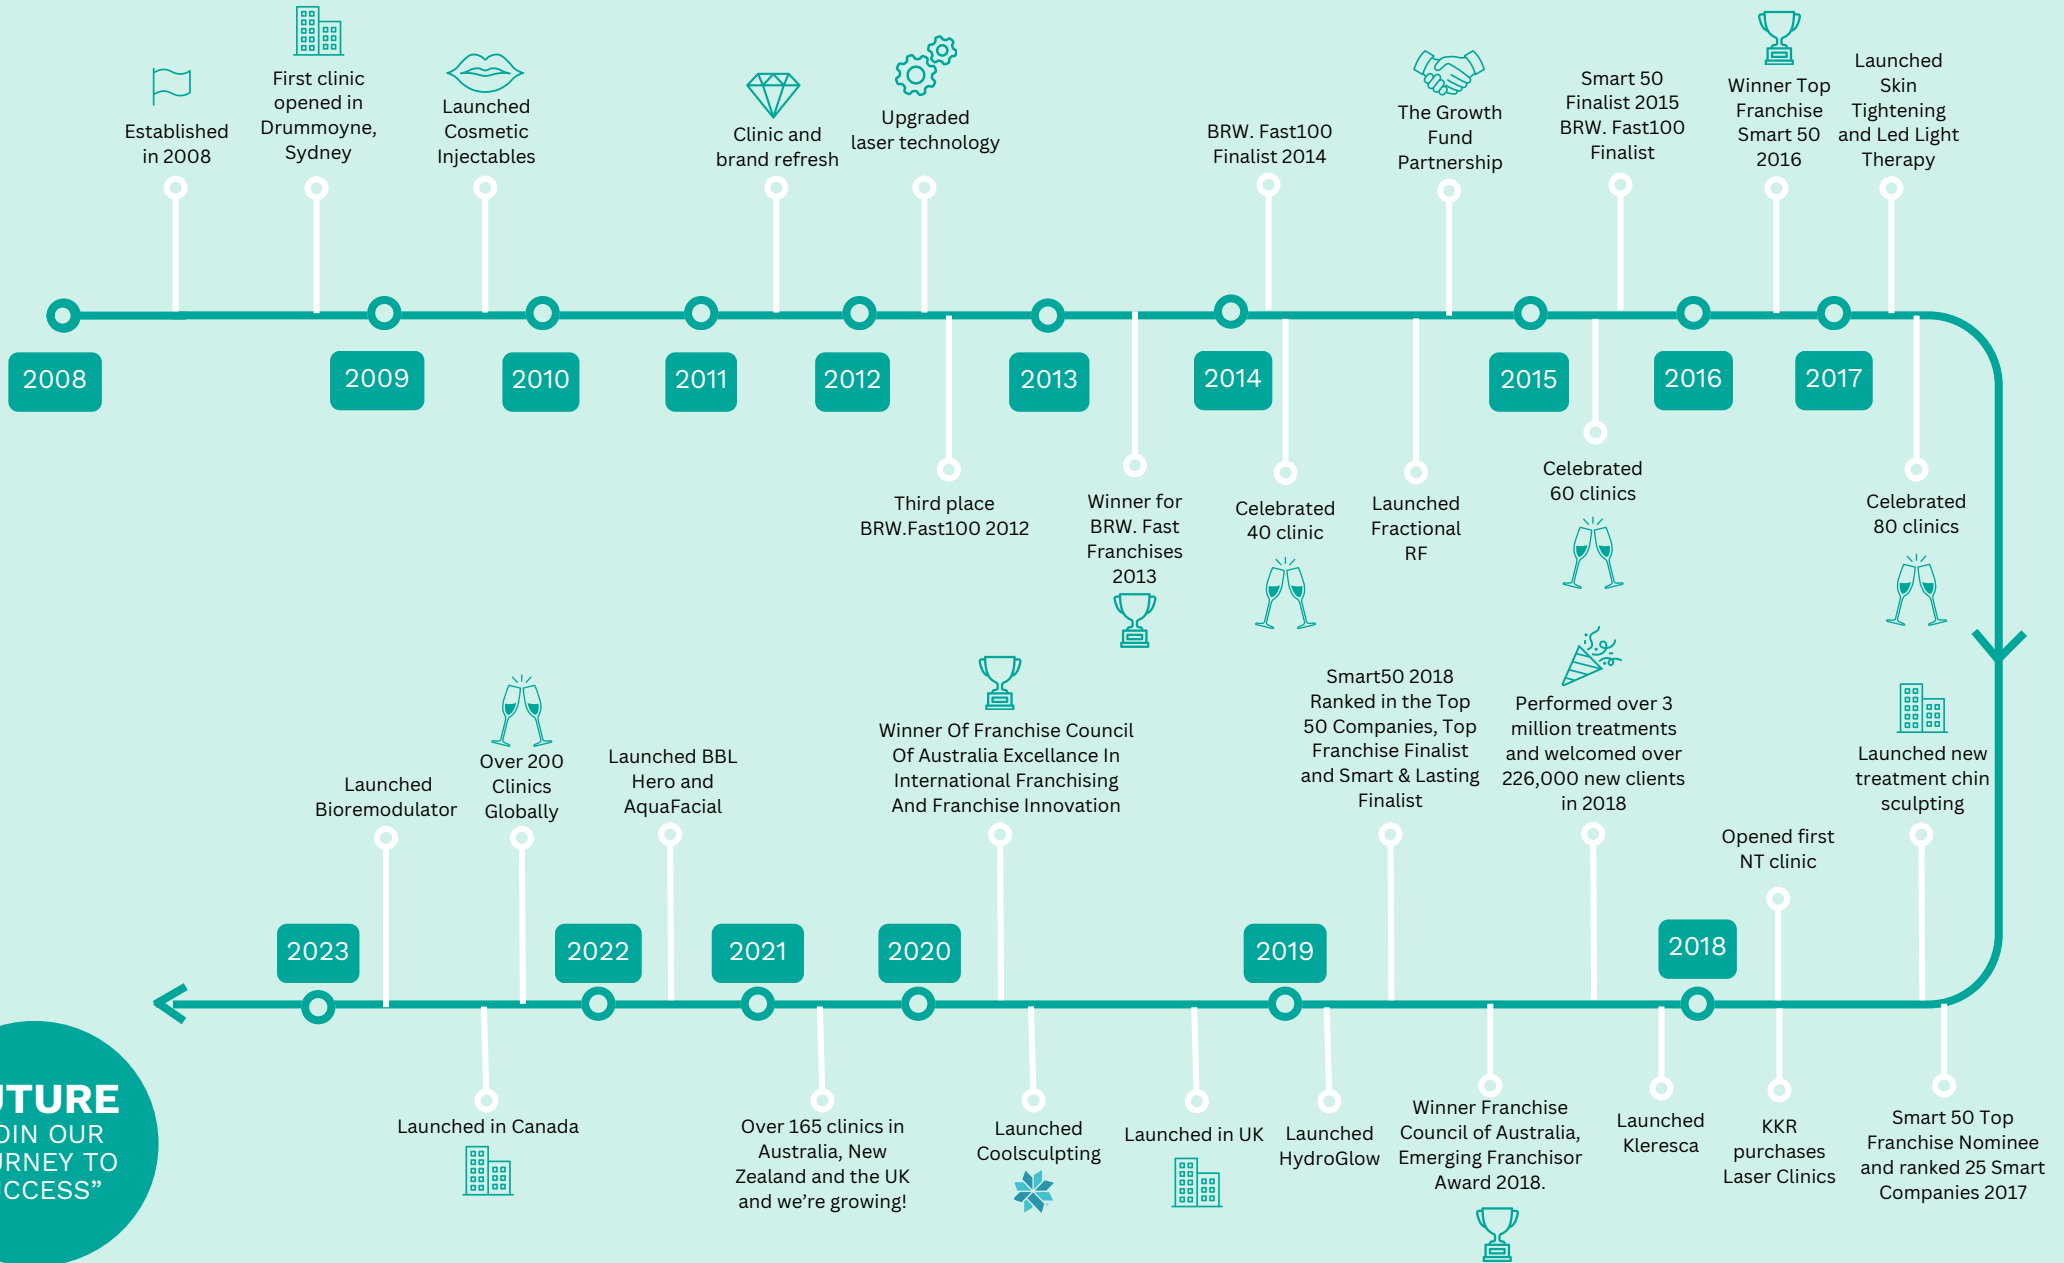 Established
in 2008
First clinic
opened in
Drummoyne,
Sydney
Launched
Cosmetic
Injectables
Clinic and
brand refresh
Upgraded
laser technology
BRW. Fast100
Finalist 2014
The Growth
Fund
Partnership
Smart 50
Finalist 2015
BRW. Fast100
Finalist
Winner Top
Franchise
Smart 50
2016
Launched
Skin
Tightening
and Led Light
Therapy
2008
2009
2010
2011
2012
2013
2014
2015
2016
2017
Third place
BRW.Fast100 2012
Winner for
BRW. Fast
Franchises
2013
Celebrated
40 clinic
Launched
Fractional
RF
Celebrated
60 clinics
Celebrated
80 clinics
Launched
Bioremodulator
Over 200
Clinics
Globally
Launched BBL
Hero and
AquaFacial
Winner Of Franchise Council
Of Australia Excellence In
International Franchising
And Franchise Innovation
Smart50 2018
Ranked in the Top
50 Companies, Top
Franchise Finalist
and Smart & Lasting
Finalist
Performed over 3
million treatments
and welcomed over
226,000 new clients
in 2018
Opened first
NT clinic
Launched new
treatment chin
sculpting
2023
2022
2021
2020
2019
2018
Launched in Canada
Over 165 clinics in
Australia, New
Zealand and the UK
and we're growing!
Launched
Coolsculpting
Launched in UK
Launched
HydroGlow
Winner Franchise
Council of Australia,
Emerging Franchisor
Award 2018.
Launched
Kleresca
KKR
purchases
Laser Clinics
Smart 50 Top
Franchise Nominee
and ranked 25 Smart
Companies 2017
UTURE
OIN OUR
URNEY TO
UCCESS”